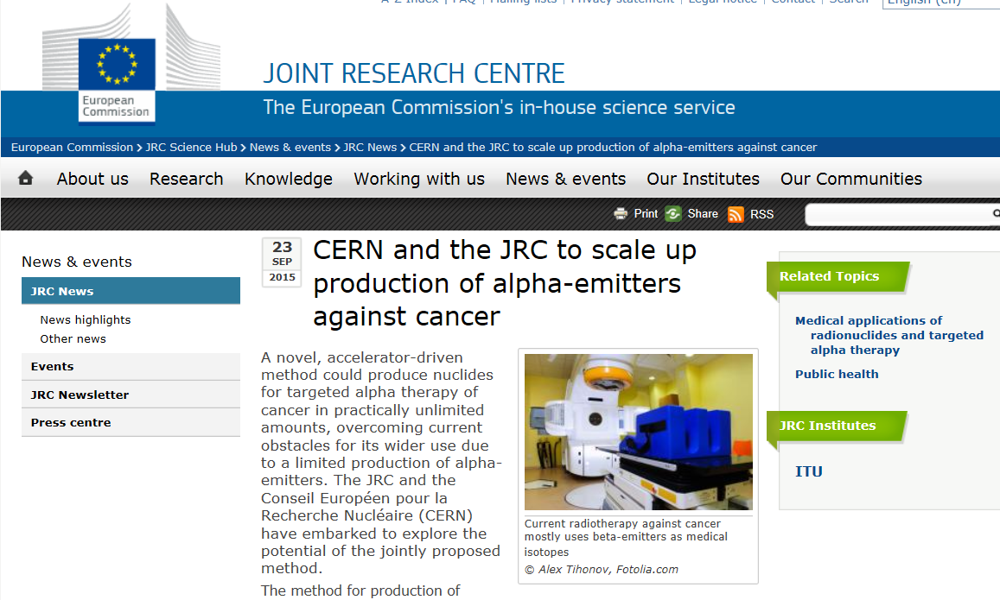 A-Z Index | FAQ | Mailing lists | Privacy statement | Legal notice | Contact | Search
English (en)
European
Commission
JOINT RESEARCH CENTRE
The European Commission's in-house science service
European Commission > JRC Science Hub > News & events > JRC News > CERN and the JRC to scale up production of alpha-emitters against cancer
About us Research Knowledge Working with us News & events Our Institutes Our Communities
Print Share RSS
News & events
JRC News
News highlights
Other news
Events
JRC Newsletter
Press centre
23
SEP
2015
CERN and the JRC to scale up
production of alpha-emitters
against cancer
A novel, accelerator-driven
method could produce nuclides
for targeted alpha therapy of
cancer in practically unlimited
amounts, overcoming current
obstacles for its wider use due
to a limited production of alpha-
emitters. The JRC and the
Conseil Européen pour la
Recherche Nucléaire (CERN)
have embarked to explore the
potential of the jointly proposed
method.
The method for production of
Current radiotherapy against cancer
mostly uses beta-emitters as medical
isotopes
© Alex Tihonov, Fotolia.com
Related Topics
Medical applications of
radionuclides and targeted
alpha therapy
Public health
JRC Institutes
ITU